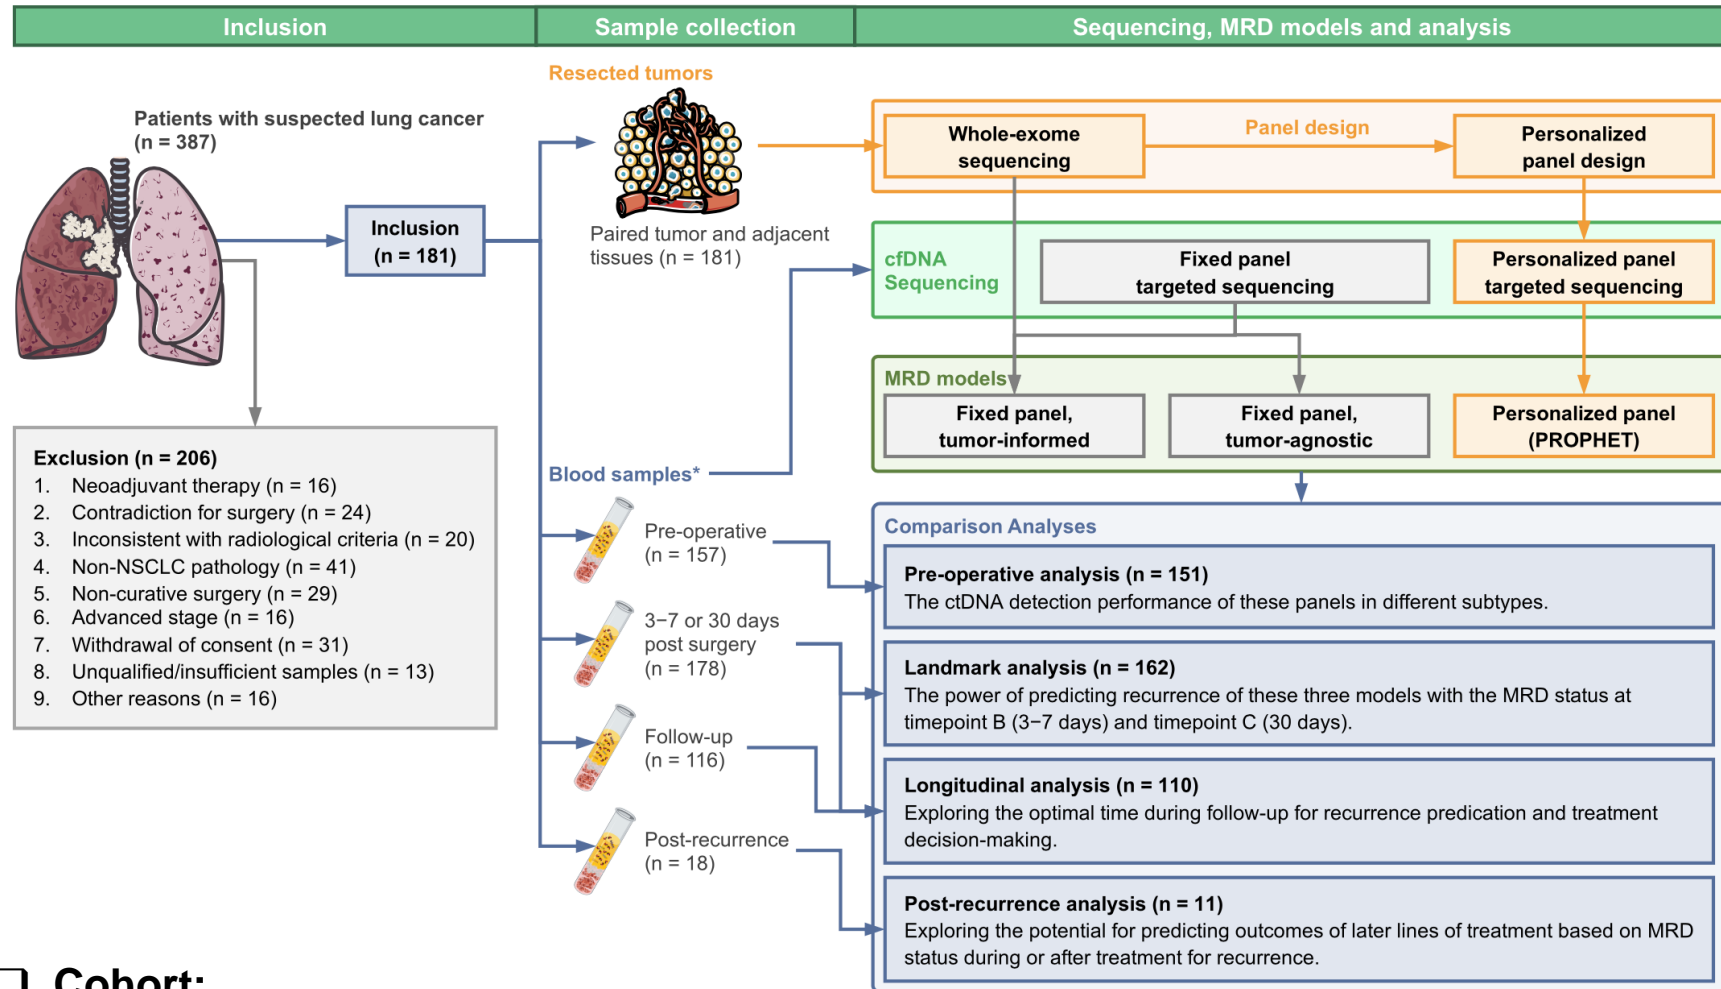 Inclusion
Sample collection
Sequencing, MRD models and analysis
Patients with suspected lung cancer
(n = 387)
Inclusion
(n = 181)
Exclusion (n = 206)
1. Neoadjuvant therapy (n = 16)
2. Contradiction for surgery (n = 24)
3. Inconsistent with radiological criteria (n = 20)
4. Non-NSCLC pathology (n = 41)
5. Non-curative surgery (n = 29)
6. Advanced stage (n = 16)
7. Withdrawal of consent (n = 31)
8. Unqualified/insufficient samples (n = 13)
9. Other reasons (n = 16)
Resected tumors
Paired tumor and adjacent
tissues (n = 181)
Blood samples*
Pre-operative
(n = 157)
3−7 or 30 days
post surgery
(n = 178)
Follow-up
(n = 116)
Post-recurrence
(n = 18)
Whole-exome
sequencing
Panel design
Personalized
panel design
cfDNA
Sequencing
Fixed panel
targeted sequencing
Personalized panel
targeted sequencing
MRD models
Fixed panel,
tumor-informed
Fixed panel,
tumor-agnostic
Personalized panel
(PROPHET)
Comparison Analyses
Pre-operative analysis (n = 151)
The ctDNA detection performance of these panels in different subtypes.
Landmark analysis (n = 162)
The power of predicting recurrence of these three models with the MRD status at
timepoint B (3−7 days) and timepoint C (30 days).
Longitudinal analysis (n = 110)
Exploring the optimal time during follow-up for recurrence predication and treatment
decision-making.
Post-recurrence analysis (n = 11)
Exploring the potential for predicting outcomes of later lines of treatment based on MRD
status during or after treatment for recurrence.
Cohort: